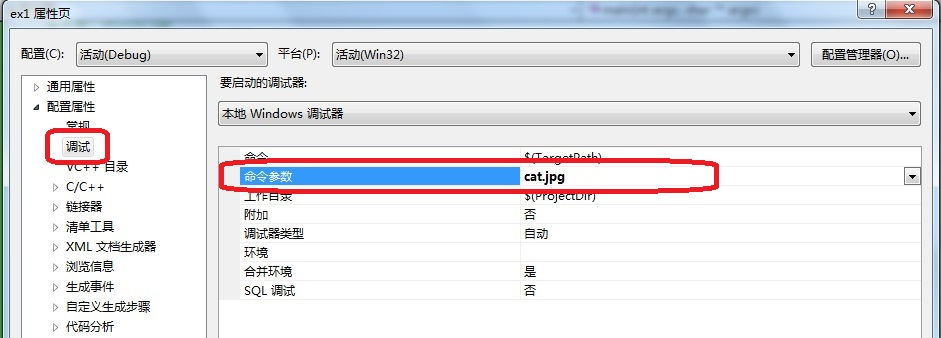 ex1 属性页
配置(C): 活动(Debug) 平台(P): 活动(Win32) 配置管理器(O)...
通用属性
配置属性
常规
调试
VC++ 目录
C/C++
链接器
清单工具
XML 文档生成器
浏览信息
生成事件
自定义生成步骤
代码分析
要启动的调试器:
本地 Windows 调试器
命令 $(TargetPath)
命令参数 cat.jpg
工作目录 $(ProjectDir)
附加 否
调试器类型 自动
环境
合并环境 是
SQL 调试 否